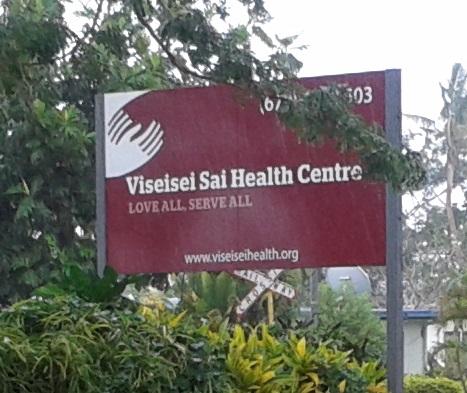 Viseisei Sai Health Centre
LOVE ALL, SERVE ALL
www.viseiseihealth.org